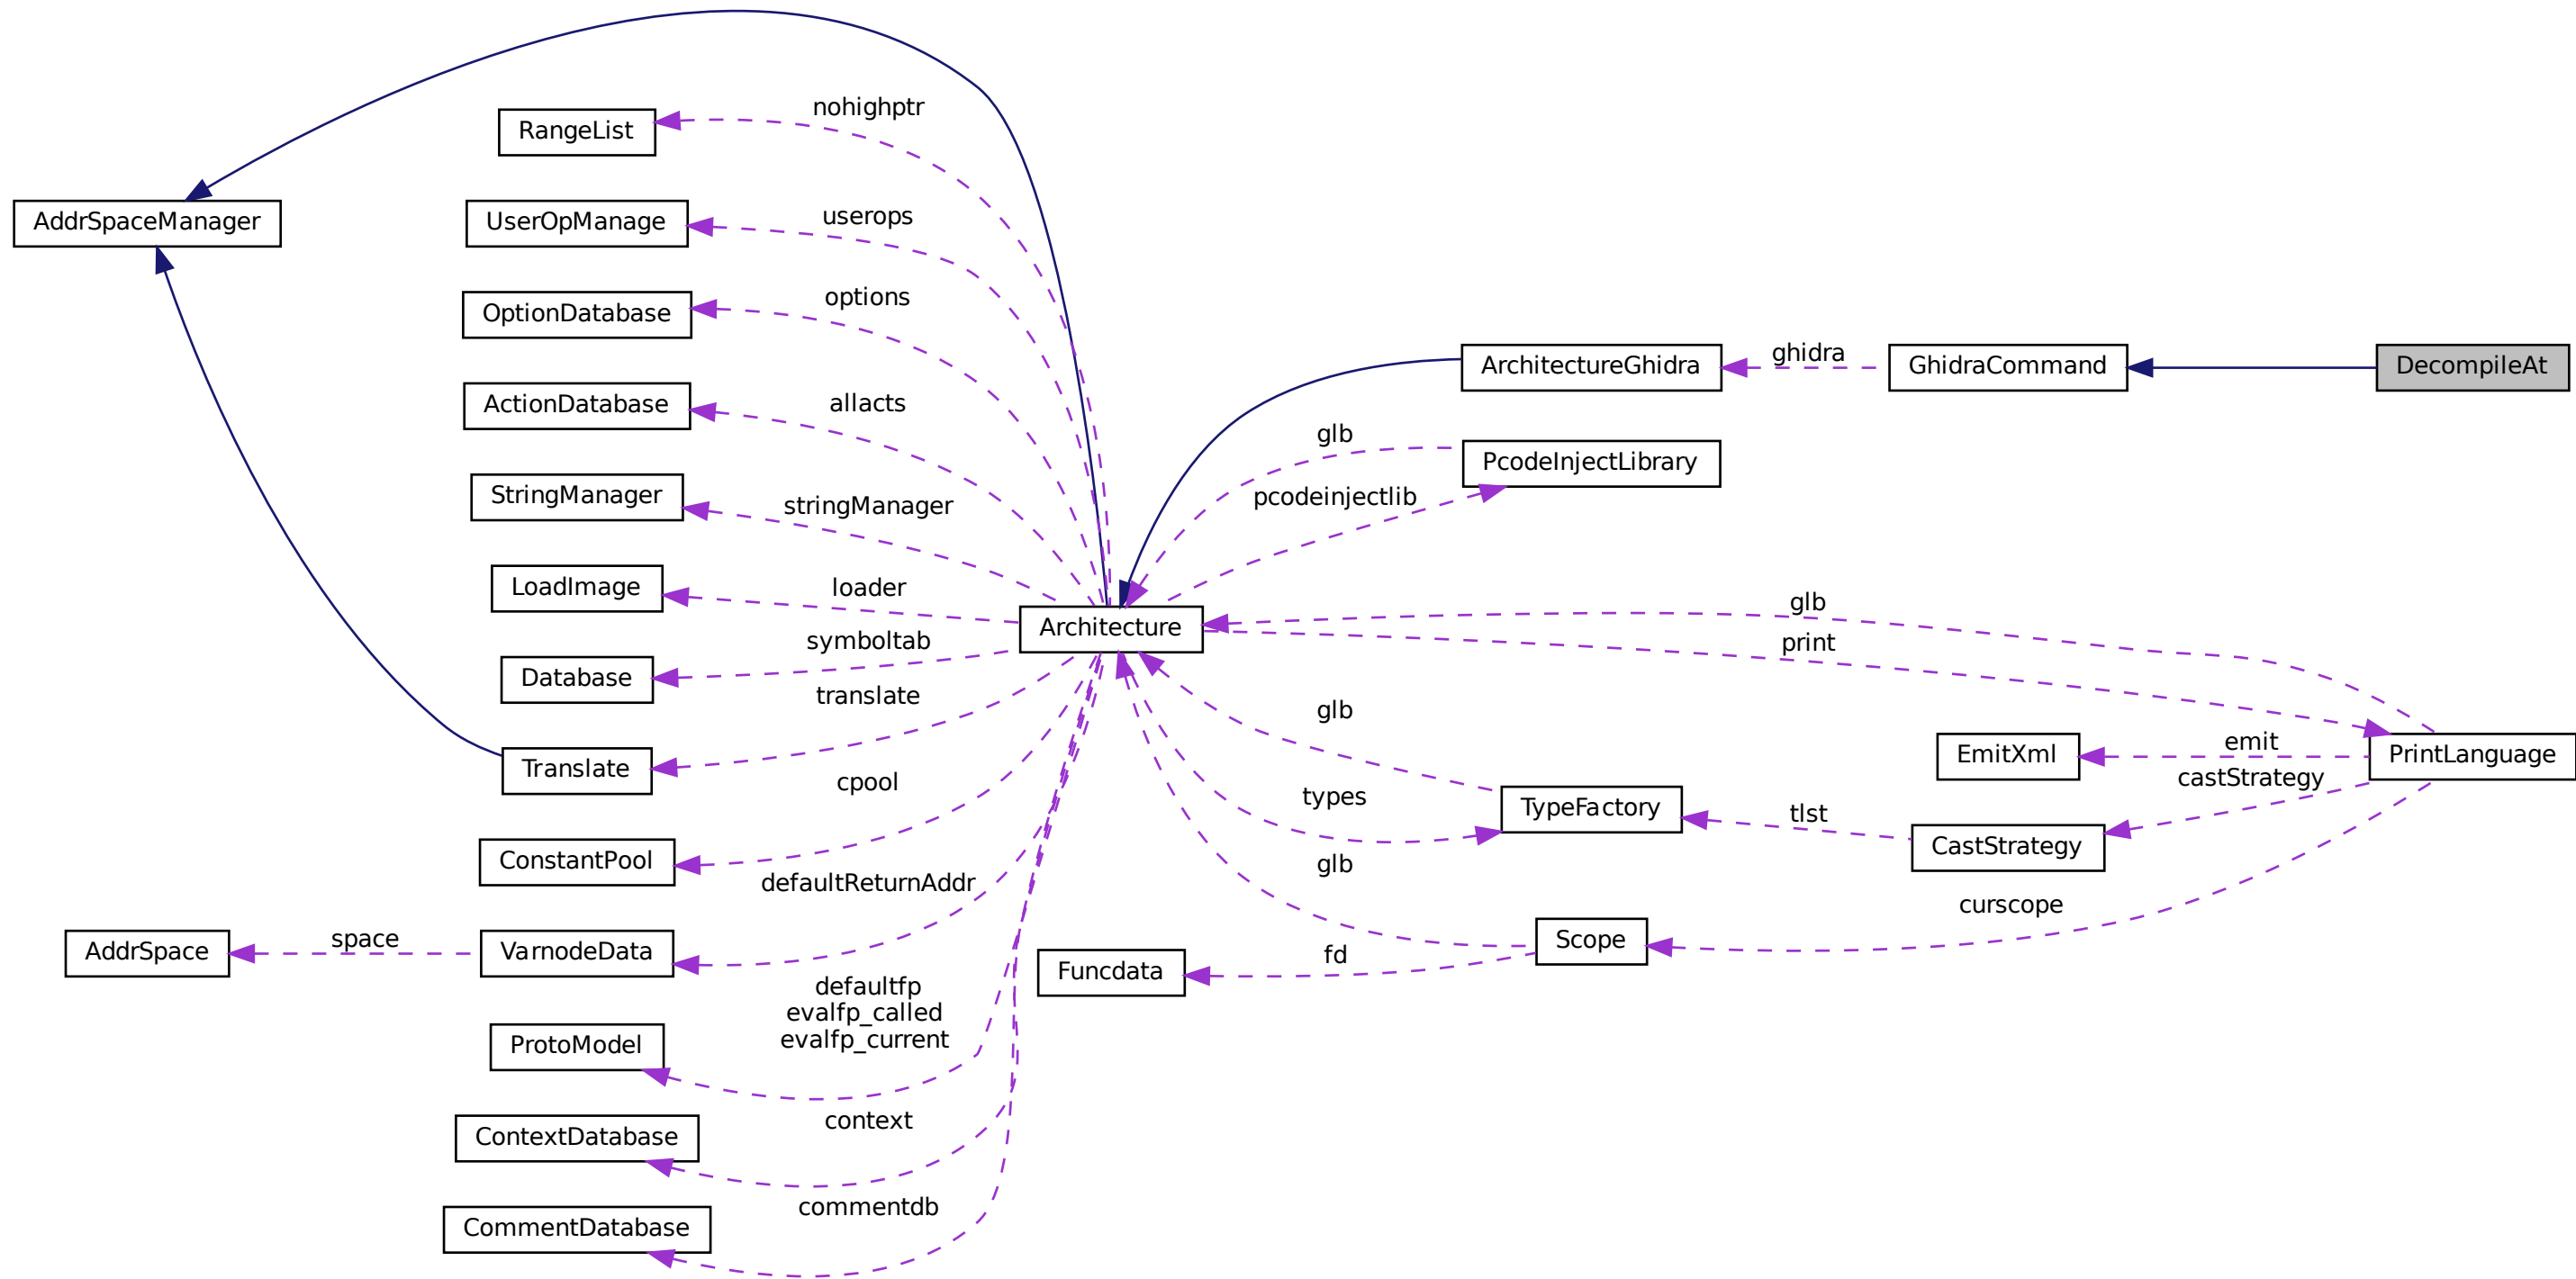 nohighptr
RangeList
AddrSpaceManager
UserOpManage
userops
options
OptionDatabase
ArchitectureGhidra
ghidra
GhidraCommand
DecompileAt
allacts
ActionDatabase
glb
PcodeInjectLibrary
StringManager
stringManager
pcodeinjectlib
LoadImage
loader
glb
Architecture
symboltab
print
Database
translate
glb
Translate
EmitXml
emit
PrintLanguage
cpool
castStrategy
types
TypeFactory
tlst
ConstantPool
glb
CastStrategy
defaultReturnAddr
curscope
AddrSpace
space
VarnodeData
Scope
fd
Funcdata
defaultfp
evalfp_called
evalfp_current
ProtoModel
context
ContextDatabase
commentdb
CommentDatabase